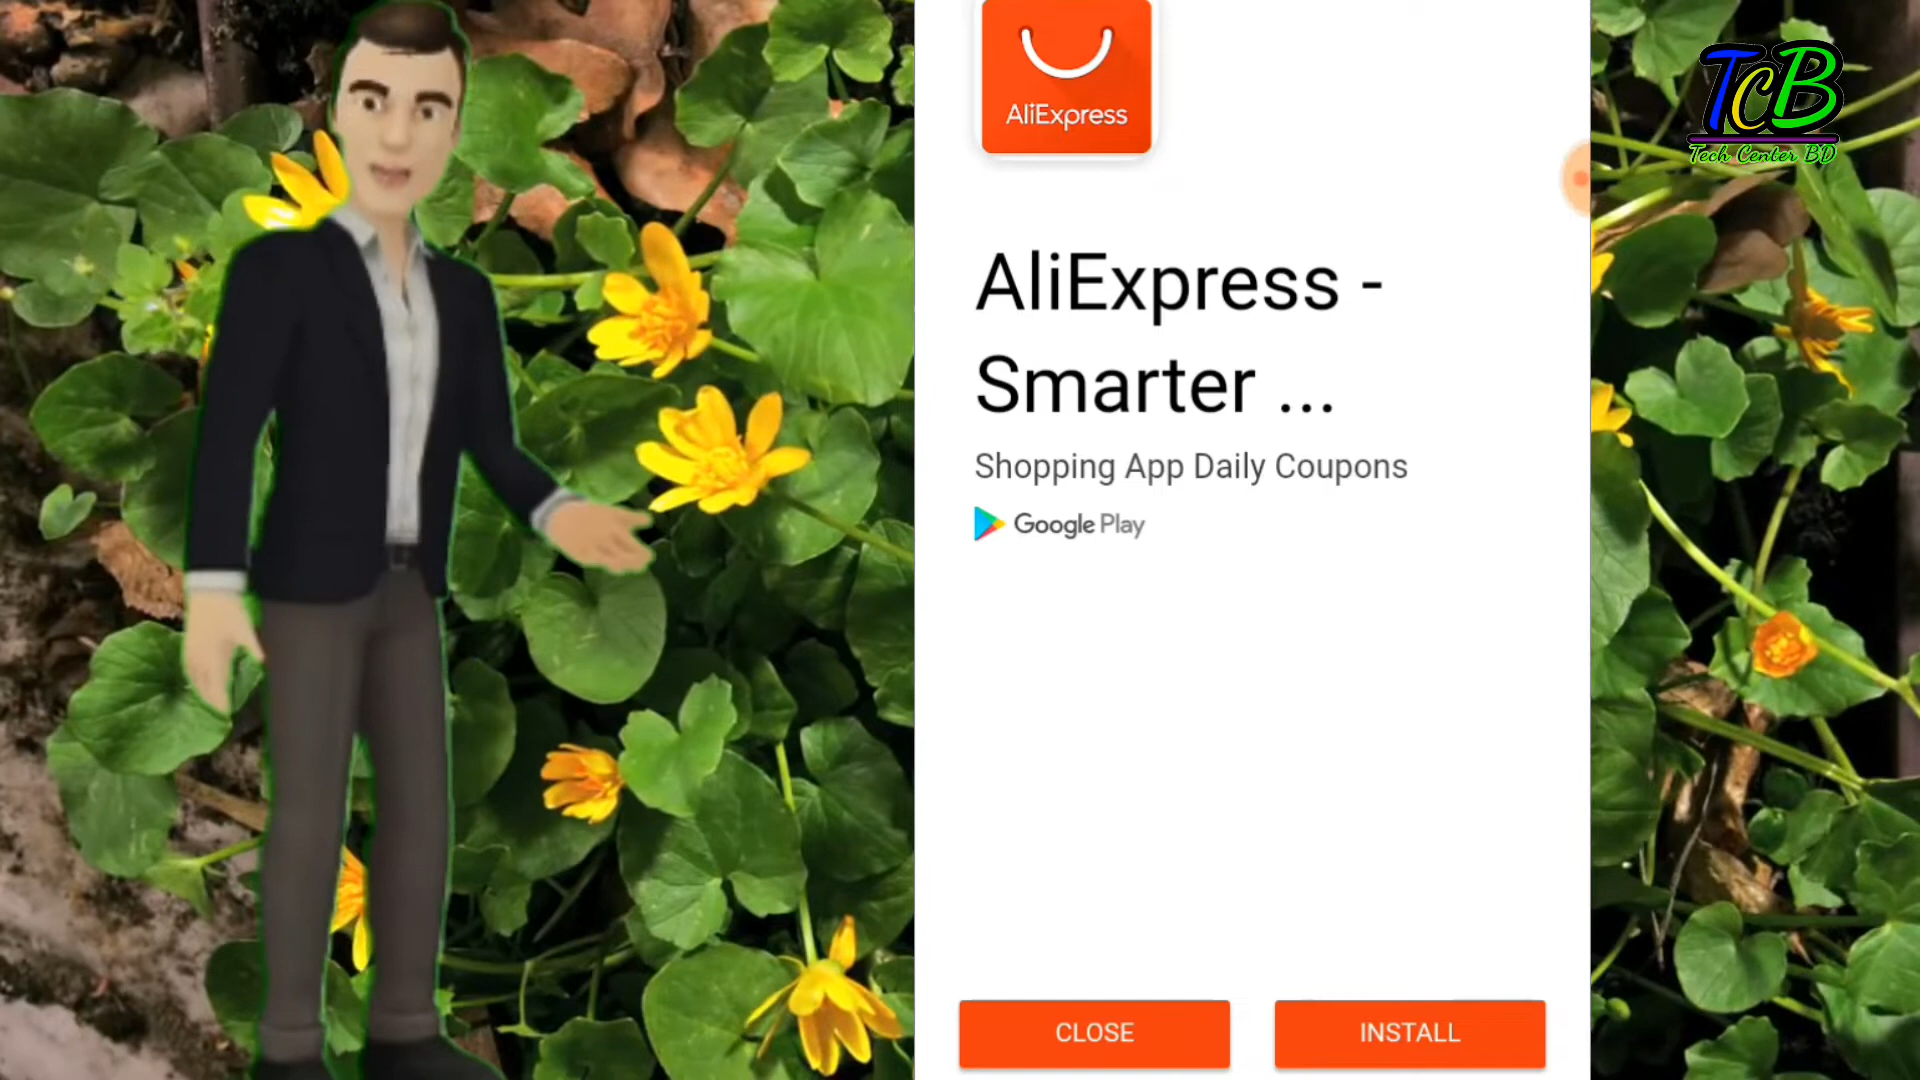 AliExpress
TCB
Tech Center BD
AliExpress -
Smarter ...
Shopping App Daily Coupons
Google Play
CLOSE
INSTALL